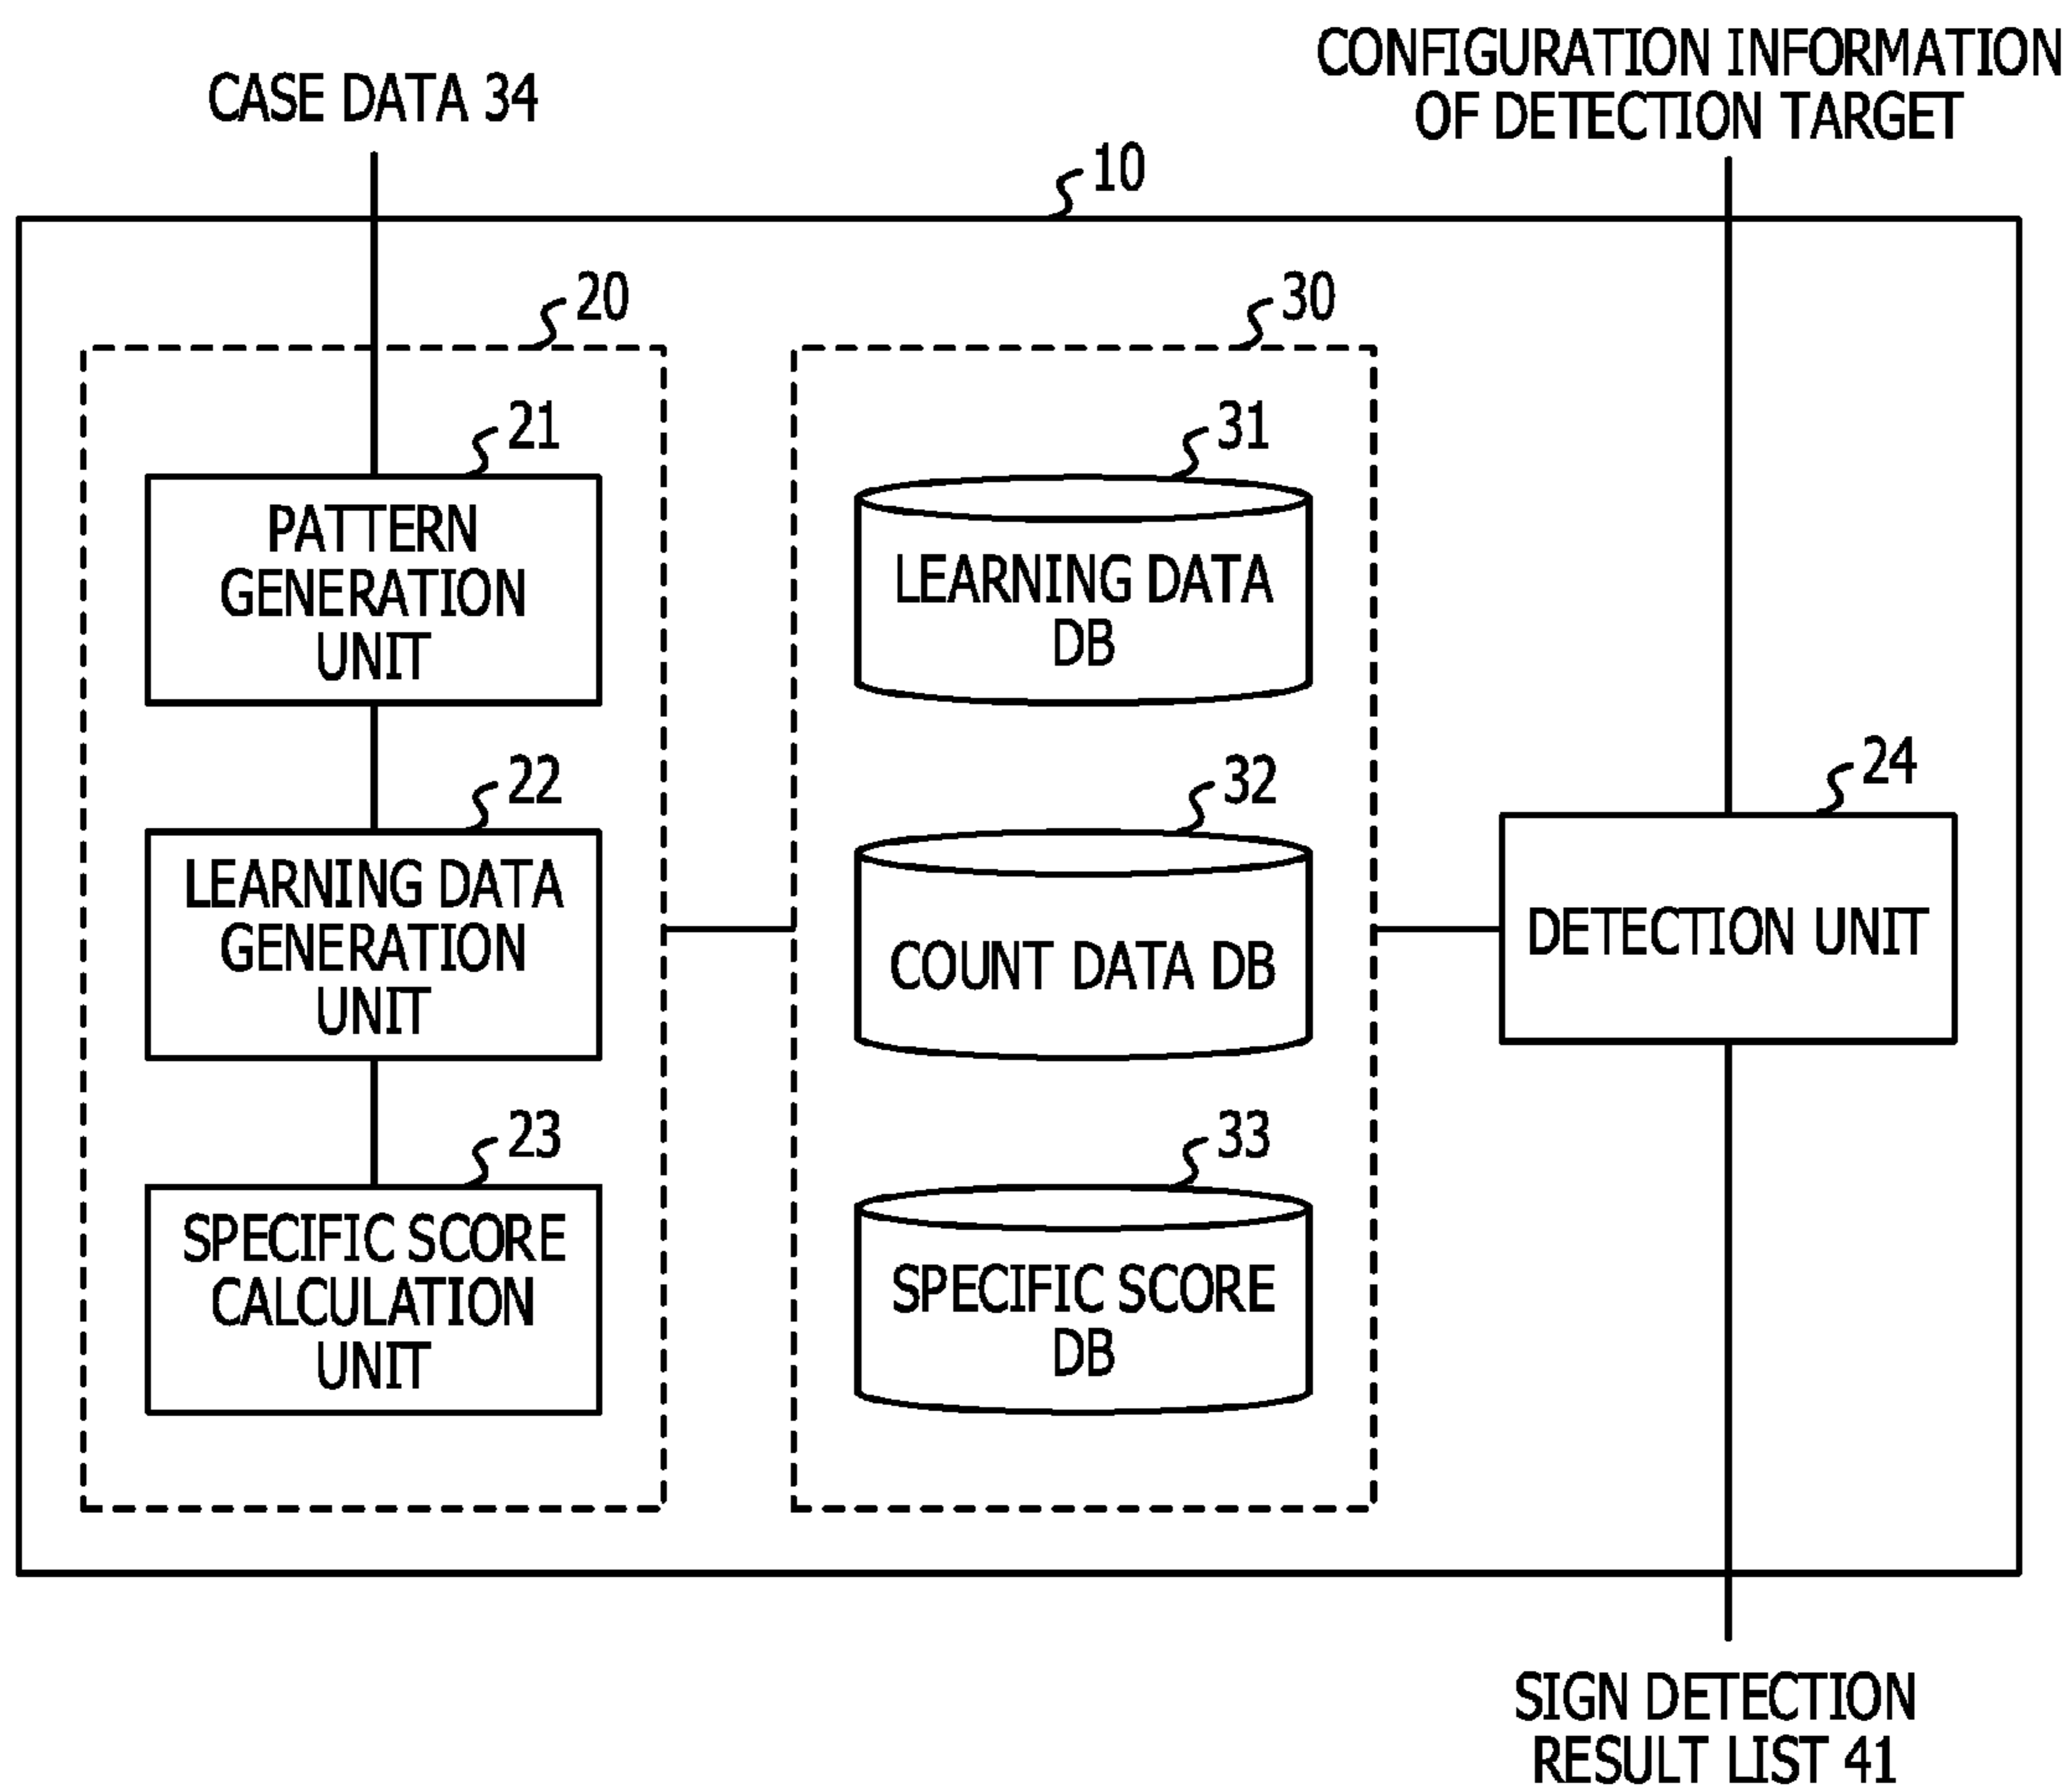 CASE DATA 34
CONFIGURATION INFORMATION
OF DETECTION TARGET
10
20
30
21
PATTERN
GENERATION
UNIT
22
LEARNING DATA
GENERATION
UNIT
23
SPECIFIC SCORE
CALCULATION
UNIT
31
LEARNING DATA
DB
32
COUNT DATA DB
33
SPECIFIC SCORE
DB
24
DETECTION UNIT
SIGN DETECTION
RESULT LIST 41